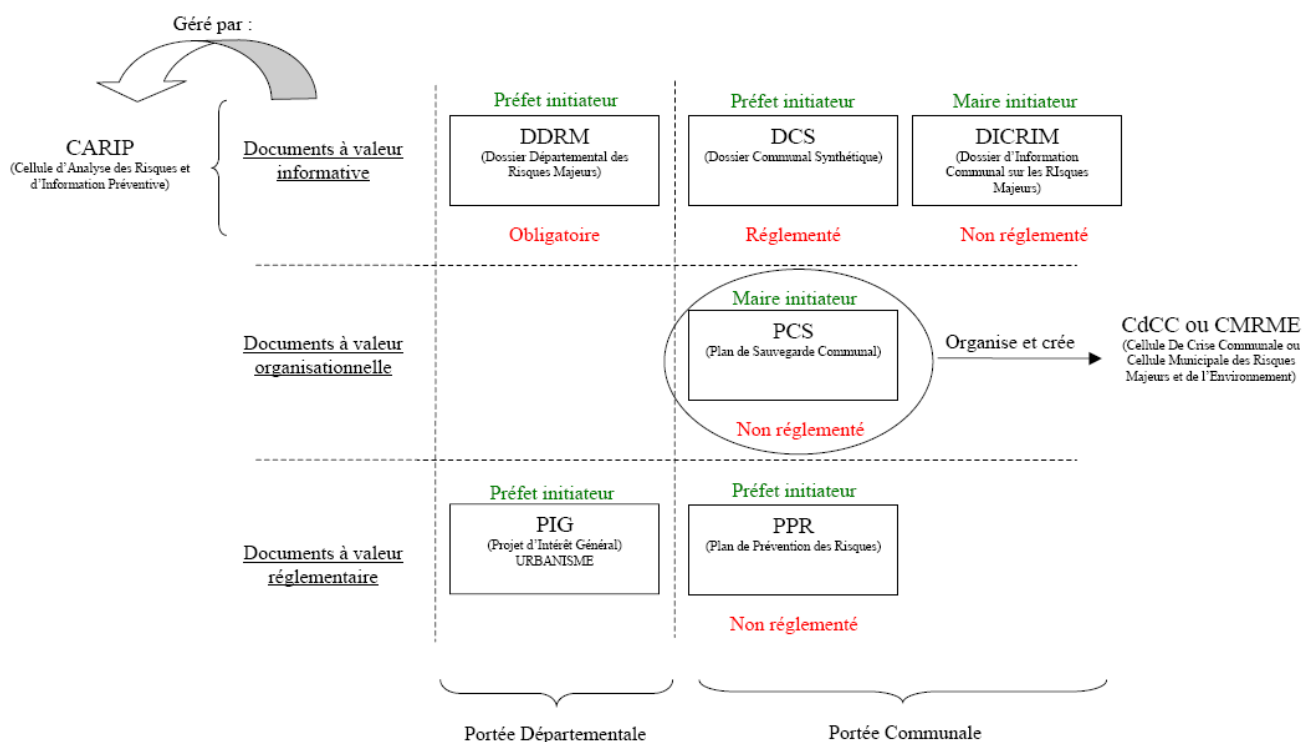 Géré par :
CARIP
(Cellule d'Analyse des Risques et
d'Information Préventive)
Documents à valeur
informative
Préfet initiateur
DDRM
(Dossier Départemental des
Risques Majeurs)
Obligatoire
Préfet initiateur
DCS
(Dossier Communal Synthétique)
Réglementé
Maire initiateur
DICRIM
(Dossier d'Information
Communal sur les RIsques
Majeurs)
Non réglementé
Documents à valeur
organisationnelle
Maire initiateur
PCS
(Plan de Sauvegarde Communal)
Non réglementé
Organise et crée
CdCC ou CMRME
(Cellule De Crise Communale ou
Cellule Municipale des Risques
Majeurs et de l'Environnement)
Documents à valeur
réglementaire
Préfet initiateur
PIG
(Projet d'Intérêt Général)
URBANISME
Préfet initiateur
PPR
(Plan de Prévention des Risques)
Non réglementé
Portée Départementale
Portée Communale